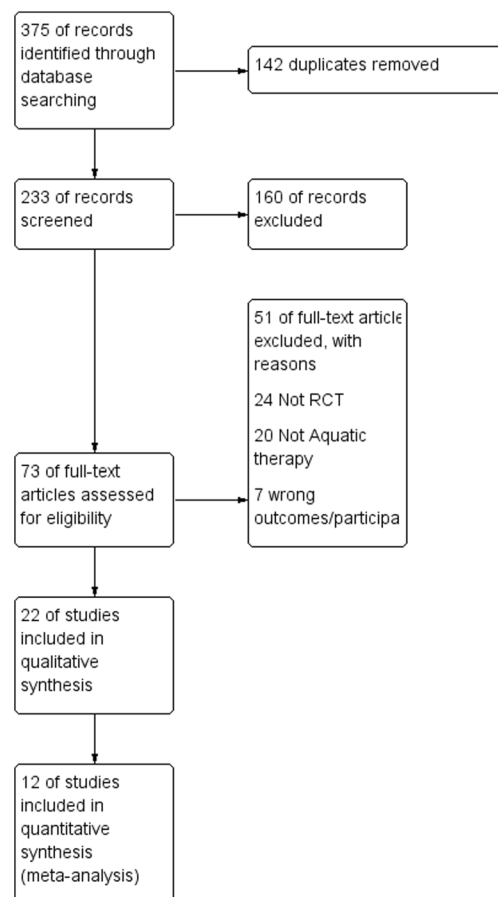 375 of records
identified through
database
searching
142 duplicates removed
233 of records
screened
160 of records
excluded
51 of full-text article
excluded, with
reasons
24 Not RCT
20 Not Aquatic
therapy
7 wrong
outcomes/participa
73 of full-text
articles assessed
for eligibility
22 of studies
included in
qualitative
synthesis
12 of studies
included in
quantitative
synthesis
(meta-analysis)